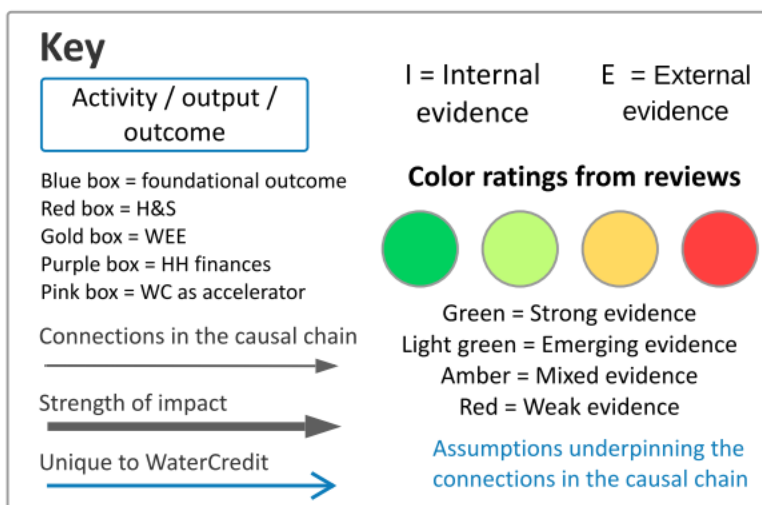 Key
Activity / output /
outcome
Blue box = foundational outcome
Red box = H&S
Gold box = WEE
Purple box = HH finances
Pink box = WC as accelerator
Connections in the causal chain
Strength of impact
Unique to WaterCredit
I = Internal
evidence
E = External
evidence
Color ratings from reviews
Green = Strong evidence
Light green = Emerging evidence
Amber = Mixed evidence
Red = Weak evidence
Assumptions underpinning the
connections in the causal chain